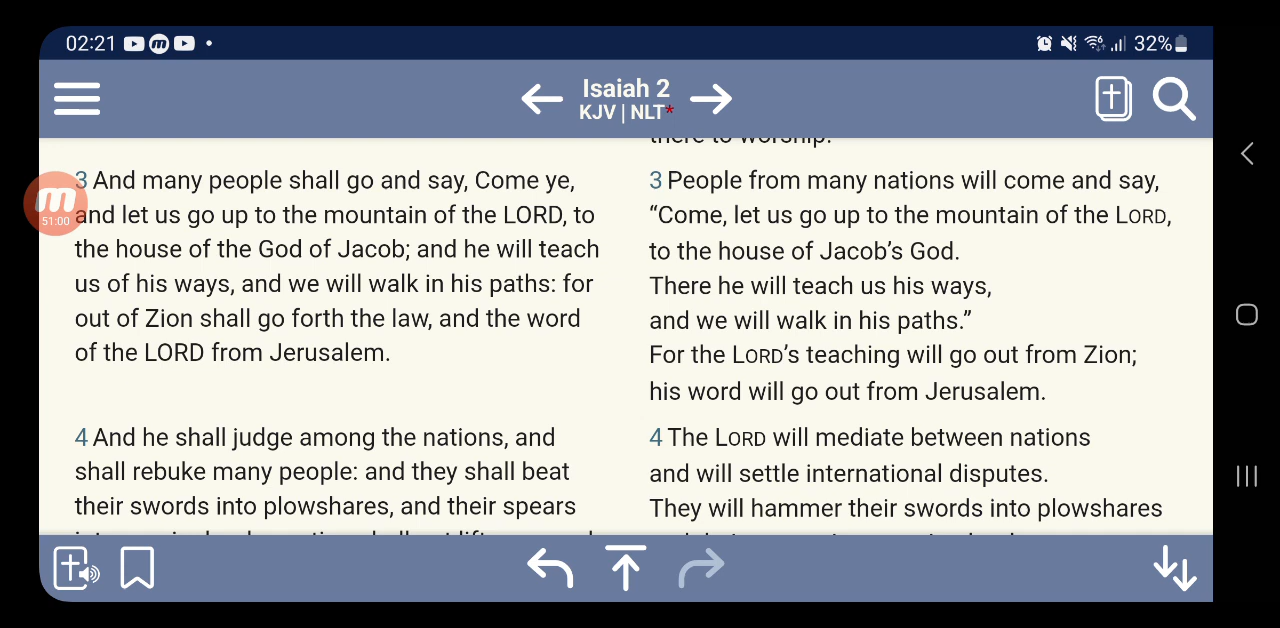 02:21
32%
Isaiah 2
KJV | NLT*
there to worship.
3 And many people shall go and say, Come ye,
and let us go up to the mountain of the LORD, to
the house of the God of Jacob; and he will teach
us of his ways, and we will walk in his paths: for
out of Zion shall go forth the law, and the word
of the LORD from Jerusalem.
4 And he shall judge among the nations, and
shall rebuke many people: and they shall beat
their swords into plowshares, and their spears
3 People from many nations will come and say,
“Come, let us go up to the mountain of the LORD,
to the house of Jacob’s God.
There he will teach us his ways,
and we will walk in his paths.”
For the LORD’s teaching will go out from Zion;
his word will go out from Jerusalem.
4 The LORD will mediate between nations
and will settle international disputes.
They will hammer their swords into plowshares
51:00